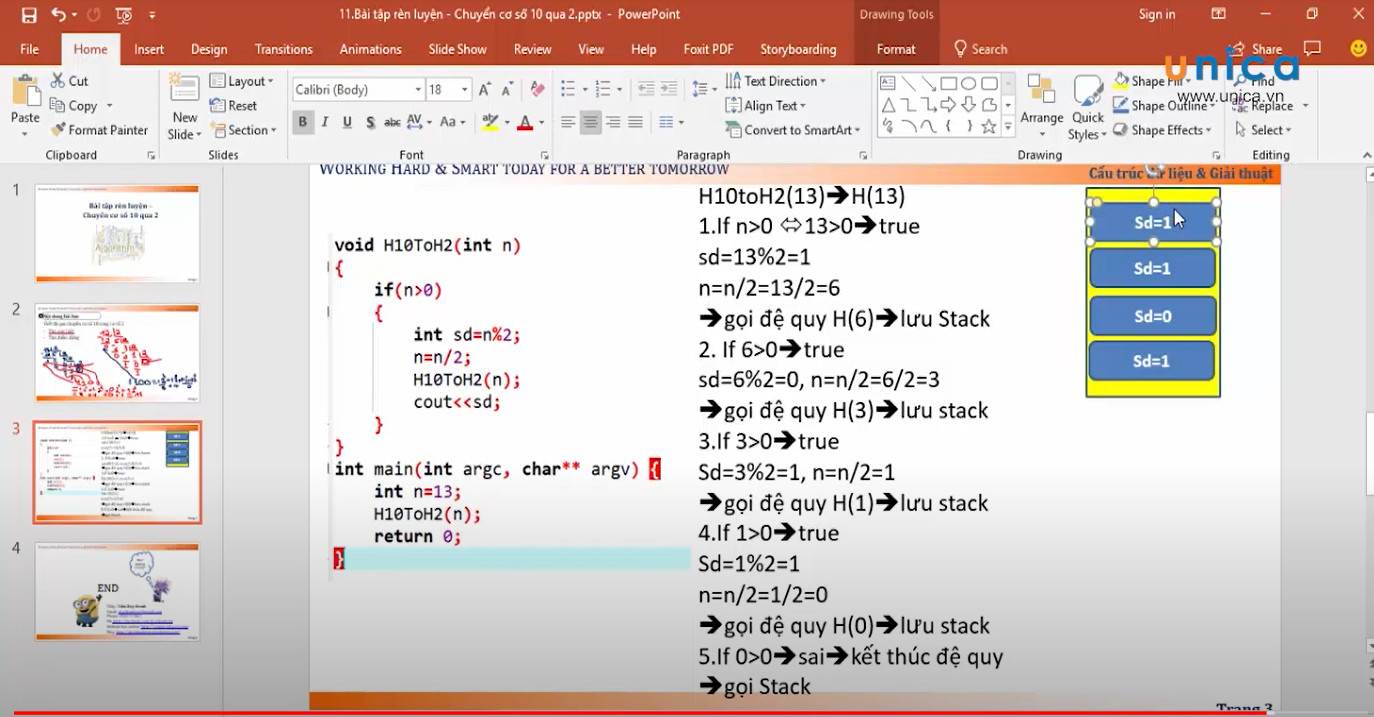 11.Bài tập rèn luyện - Chuyển cơ số 10 qua 2.pptx - PowerPoint
Drawing Tools
Sign in
File Home Insert Design Transitions Animations Slide Show Review View Help Foxit PDF Storyboarding Format Search Share
unica
www.unica.vn
Paste
Cut
Copy
Format Painter
Clipboard
New Slide
Layout
Reset
Section
Slides
Calibri (Body) 18
B I U S abc AV Aa
A
Font
Text Direction
Align Text
Convert to SmartArt
Paragraph
Arrange
Quick Styles
Shape Fill
Shape Outline
Shape Effects
Drawing
Find
Replace
Select
Editing
1
Bài tập rèn luyện –
Chuyển cơ số 10 qua 2
Algorithm
2
3
4
END
WORKING HARD & SMART TODAY FOR A BETTER TOMORROW
Cấu trúc dữ liệu & Giải thuật
void H10ToH2(int n)
{
if(n>0)
{
int sd=n%2;
n=n/2;
H10ToH2(n);
cout<<sd;
}
}
int main(int argc, char** argv) {
int n=13;
H10ToH2(n);
return 0;
}
H10toH2(13)➔H(13)
1.If n>0 ⇔13>0➔true
sd=13%2=1
n=n/2=13/2=6
➔gọi đệ quy H(6)➔lưu Stack
2. If 6>0➔true
sd=6%2=0, n=n/2=6/2=3
➔gọi đệ quy H(3)➔lưu stack
3.If 3>0➔true
Sd=3%2=1, n=n/2=1
➔gọi đệ quy H(1)➔lưu stack
4.If 1>0➔true
Sd=1%2=1
n=n/2=1/2=0
➔gọi đệ quy H(0)➔lưu stack
5.If 0>0➔sai➔kết thúc đệ quy
➔gọi Stack
Sd=1
Sd=1
Sd=0
Sd=1
Trang 3